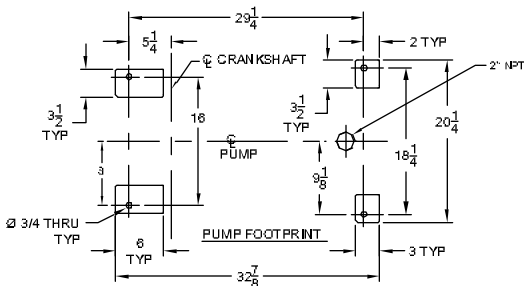 29 1/4
5 1/4
2 TYP
℄ CRANKSHAFT
2" NPT
3 1/2
TYP
3 1/2
TYP
16
20 1/4
18 1/4
℄
PUMP
8
9 1/8
Ø 3/4 THRU
TYP
6
TYP
PUMP FOOTPRINT
3 TYP
32 7/8